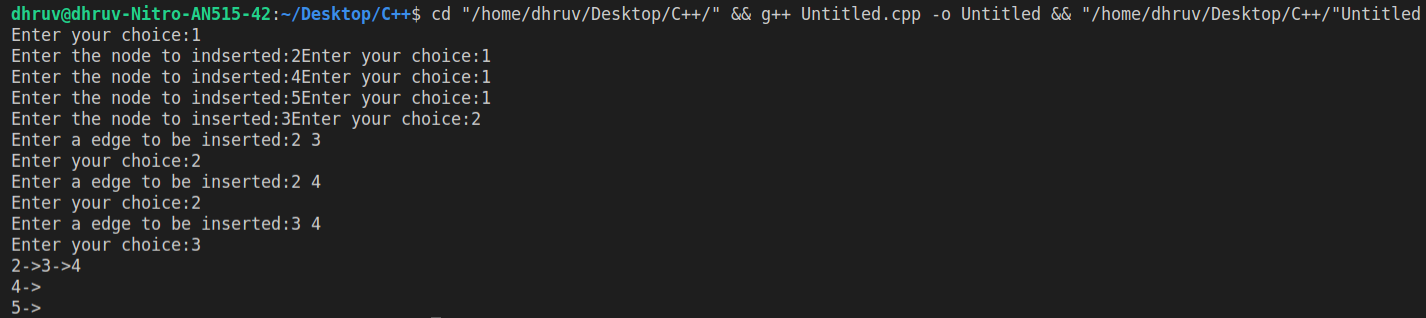 dhruv@dhruv-Nitro-AN515-42:~/Desktop/C++$ cd "/home/dhruv/Desktop/C++/" && g++ Untitled.cpp -o Untitled && "/home/dhruv/Desktop/C++/"Untitled
Enter your choice:1
Enter the node to indserted:2Enter your choice:1
Enter the node to indserted:4Enter your choice:1
Enter the node to indserted:5Enter your choice:1
Enter the node to inserted:3Enter your choice:2
Enter a edge to be inserted:2 3
Enter your choice:2
Enter a edge to be inserted:2 4
Enter your choice:2
Enter a edge to be inserted:3 4
Enter your choice:3
2->3->4
4->
5->